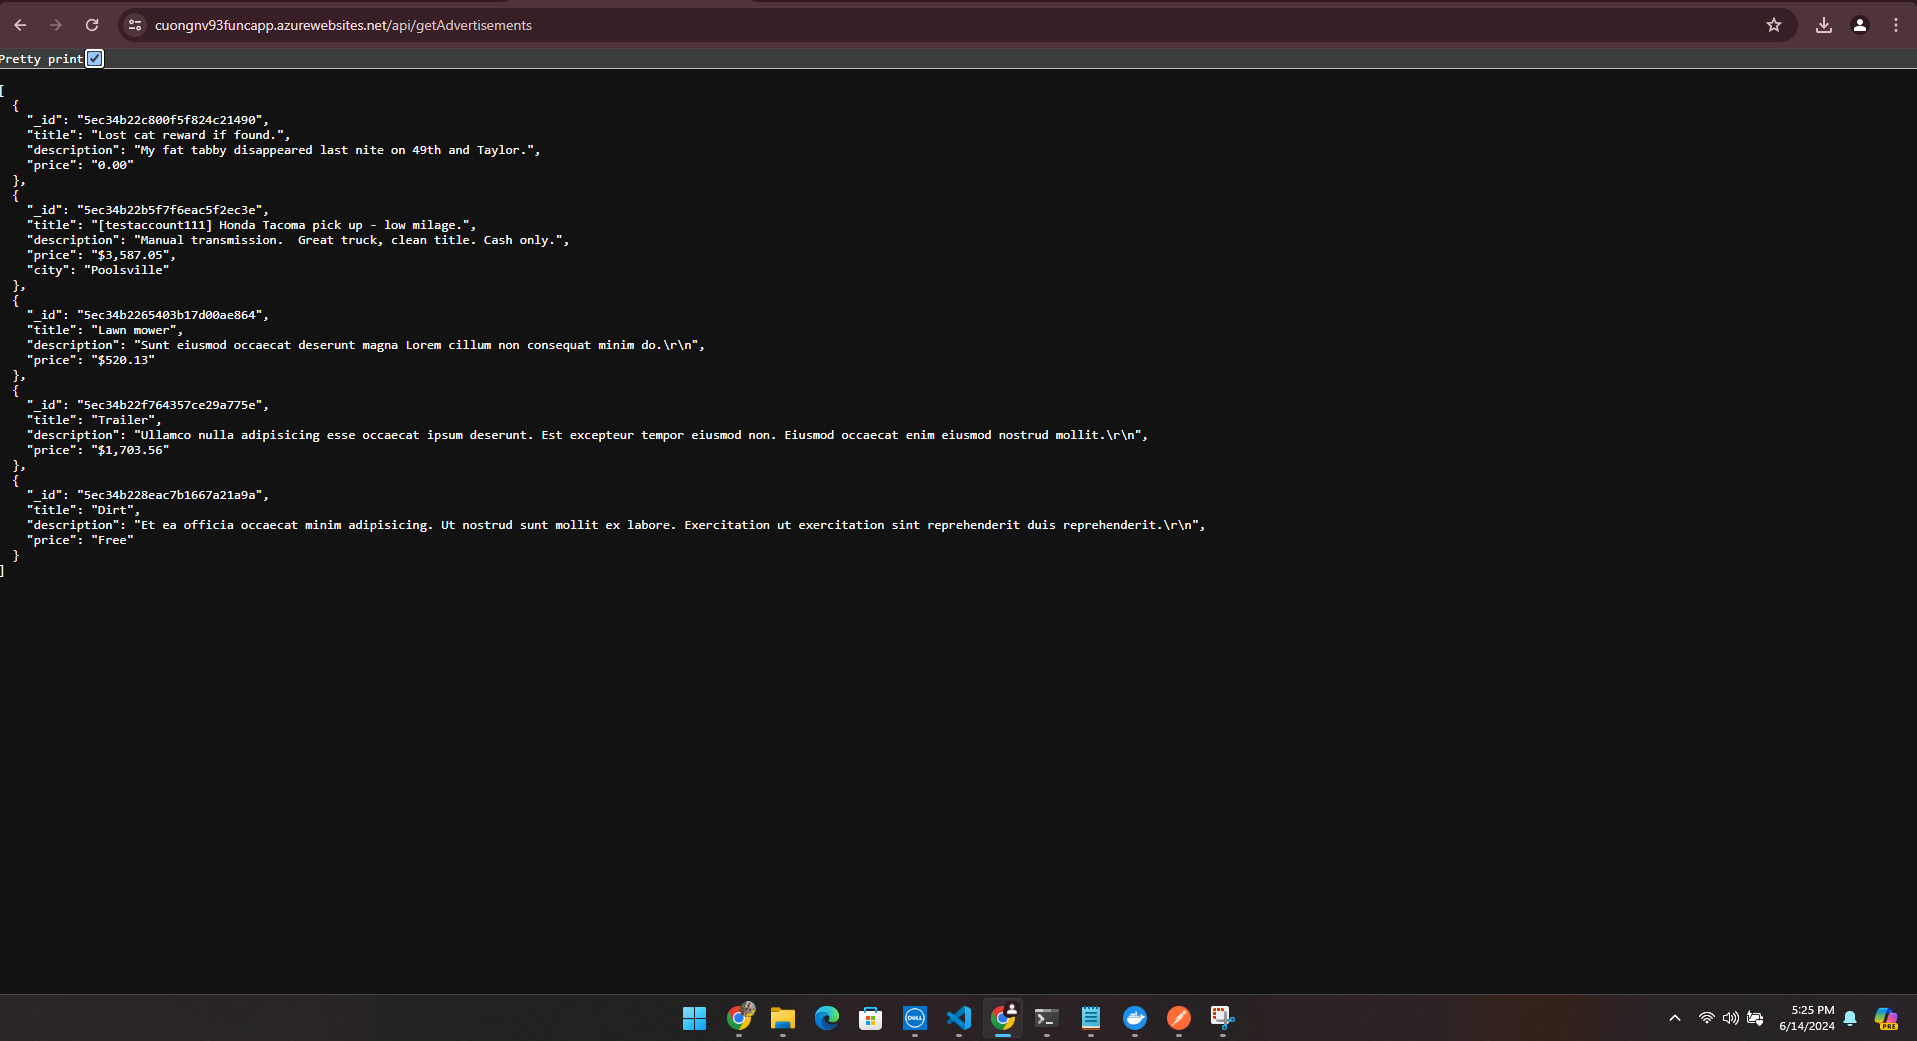 cuongnv93funcapp.azurewebsites.net/api/getAdvertisements
Pretty print
[
  {
    "_id": "5ec34b22c800f5f824c21490",
    "title": "Lost cat reward if found.",
    "description": "My fat tabby disappeared last nite on 49th and Taylor.",
    "price": "0.00"
  },
  {
    "_id": "5ec34b22b5f7f6eac5f2ec3e",
    "title": "[testaccount111] Honda Tacoma pick up - low milage.",
    "description": "Manual transmission.  Great truck, clean title. Cash only.",
    "price": "$3,587.05",
    "city": "Poolsville"
  },
  {
    "_id": "5ec34b2265403b17d00ae864",
    "title": "Lawn mower",
    "description": "Sunt eiusmod occaecat deserunt magna Lorem cillum non consequat minim do.\r\n",
    "price": "$520.13"
  },
  {
    "_id": "5ec34b22f764357ce29a775e",
    "title": "Trailer",
    "description": "Ullamco nulla adipisicing esse occaecat ipsum deserunt. Est excepteur tempor eiusmod non. Eiusmod occaecat enim eiusmod nostrud mollit.\r\n",
    "price": "$1,703.56"
  },
  {
    "_id": "5ec34b228eac7b1667a21a9a",
    "title": "Dirt",
    "description": "Et ea officia occaecat minim adipisicing. Ut nostrud sunt mollit ex labore. Exercitation ut exercitation sint reprehenderit duis reprehenderit.\r\n",
    "price": "Free"
  }
]
DELL
5:25 PM
6/14/2024
PRE